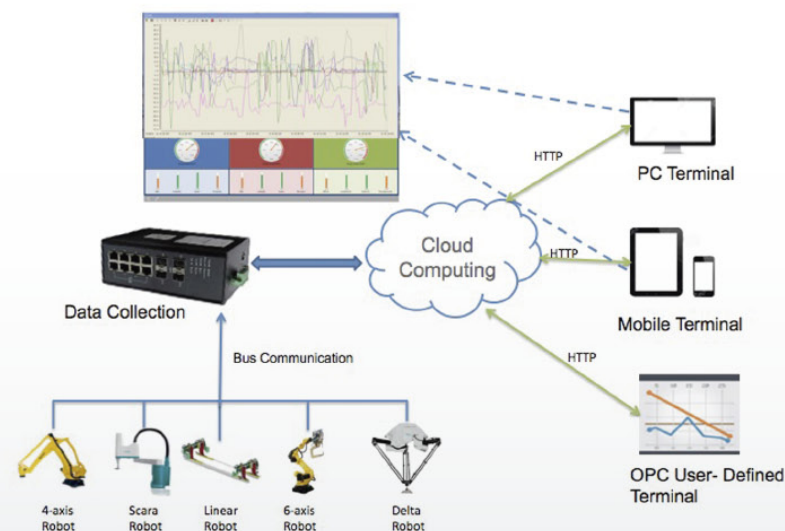 HTTP
PC Terminal
Cloud
Computing
HTTP
Data Collection
Mobile Terminal
Bus Communication
HTTP
OPC User- Defined
Terminal
4-axis
Robot
Scara
Robot
Linear
Robot
6-axis
Robot
Delta
Robot